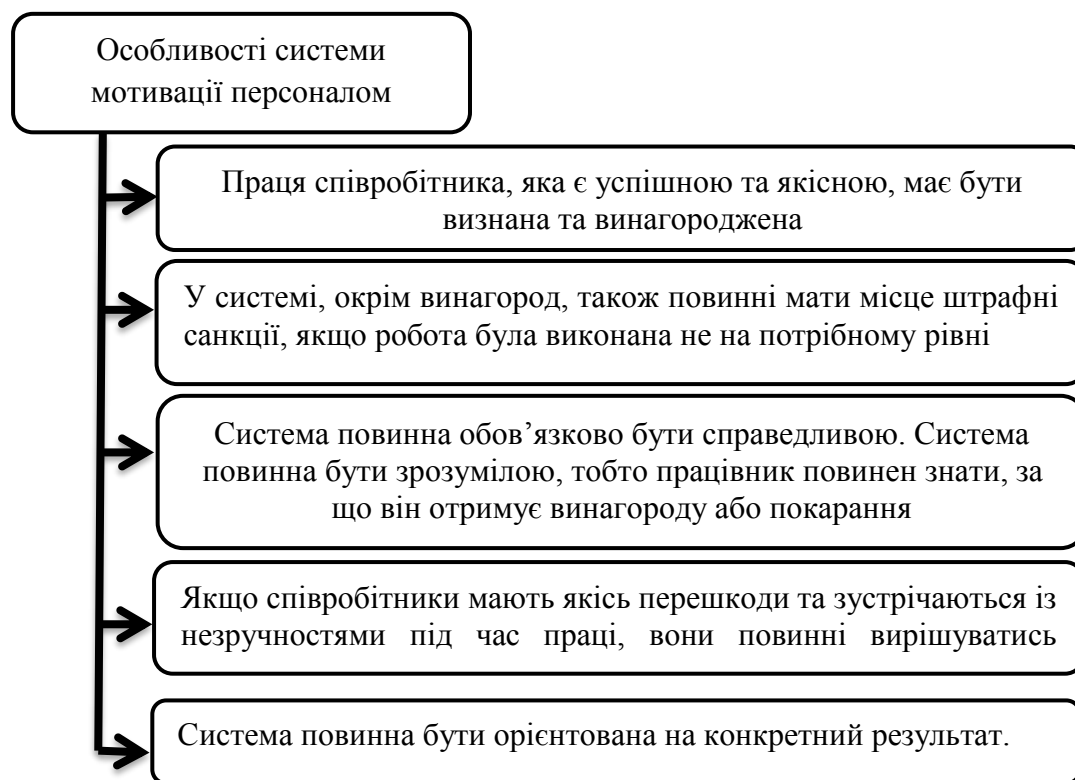 Особливості системи
мотивації персоналом
Праця співробітника, яка є успішною та якісною, має бути
визнана та винагороджена
У системі, окрім винагород, також повинні мати місце штрафні
санкції, якщо робота була виконана не на потрібному рівні
Система повинна обов’язково бути справедливою. Система
повинна бути зрозумілою, тобто працівник повинен знати, за
що він отримує винагороду або покарання
Якщо співробітники мають якісь перешкоди та зустрічаються із
незручностями під час праці, вони повинні вирішуватись
Система повинна бути орієнтована на конкретний результат.